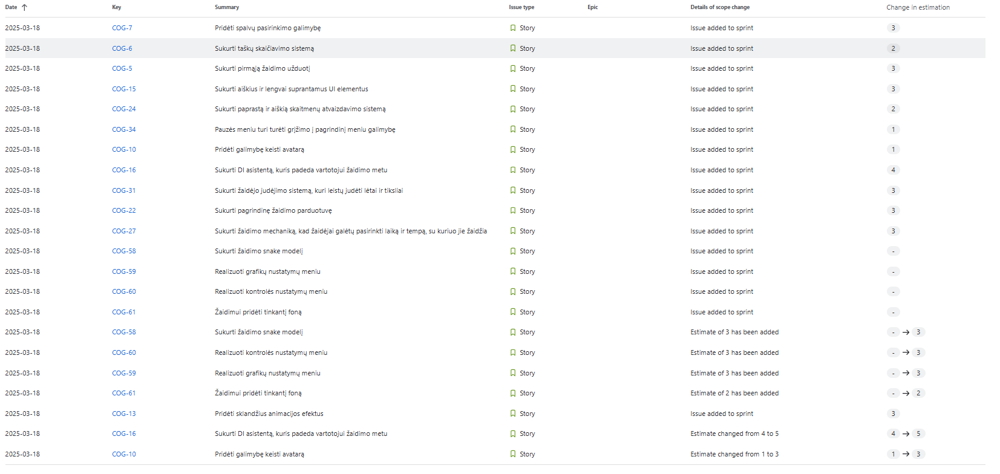 Date ↑ Key Summary Issue type Epic Details of scope change Change in estimation
2025-03-18 COG-7 Pridėti spalvų pasirinkimo galimybę Story Issue added to sprint 3
2025-03-18 COG-6 Sukurti taškų skaičiavimo sistemą Story Issue added to sprint 2
2025-03-18 COG-5 Sukurti pirmąją žaidimo užduotį Story Issue added to sprint 3
2025-03-18 COG-15 Sukurti aiškius ir lengvai suprantamus UI elementus Story Issue added to sprint 3
2025-03-18 COG-24 Sukurti paprastą ir aiškią skaitmenų atvaizdavimo sistemą Story Issue added to sprint 2
2025-03-18 COG-34 Pauzės meniu turi turėti grįžimo į pagrindinį meniu galimybę Story Issue added to sprint 1
2025-03-18 COG-10 Pridėti galimybę keisti avatarą Story Issue added to sprint 1
2025-03-18 COG-16 Sukurti DI asistentą, kuris padeda vartotojui žaidimo metu Story Issue added to sprint 4
2025-03-18 COG-31 Sukurti žaidėjo judėjimo sistemą, kuri leistų judėti lėtai ir tiksliai Story Issue added to sprint 3
2025-03-18 COG-22 Sukurti pagrindinę žaidimo parduotuvę Story Issue added to sprint 3
2025-03-18 COG-27 Sukurti žaidimo mechaniką, kad žaidėjai galėtų pasirinkti laiką ir tempą, su kuriuo jie žaidžia Story Issue added to sprint 3
2025-03-18 COG-58 Sukurti žaidimo snake modelį Story Issue added to sprint -
2025-03-18 COG-59 Realizuoti grafikų nustatymų meniu Story Issue added to sprint -
2025-03-18 COG-60 Realizuoti kontrolės nustatymų meniu Story Issue added to sprint -
2025-03-18 COG-61 Žaidimui pridėti tinkantį foną Story Issue added to sprint -
2025-03-18 COG-58 Sukurti žaidimo snake modelį Story Estimate of 3 has been added - → 3
2025-03-18 COG-60 Realizuoti kontrolės nustatymų meniu Story Estimate of 3 has been added - → 3
2025-03-18 COG-59 Realizuoti grafikų nustatymų meniu Story Estimate of 3 has been added - → 3
2025-03-18 COG-61 Žaidimui pridėti tinkantį foną Story Estimate of 2 has been added - → 2
2025-03-18 COG-13 Pridėti sklandžius animacijos efektus Story Issue added to sprint 3
2025-03-18 COG-16 Sukurti DI asistentą, kuris padeda vartotojui žaidimo metu Story Estimate changed from 4 to 5 4 → 5
2025-03-18 COG-10 Pridėti galimybę keisti avatarą Story Estimate changed from 1 to 3 1 → 3